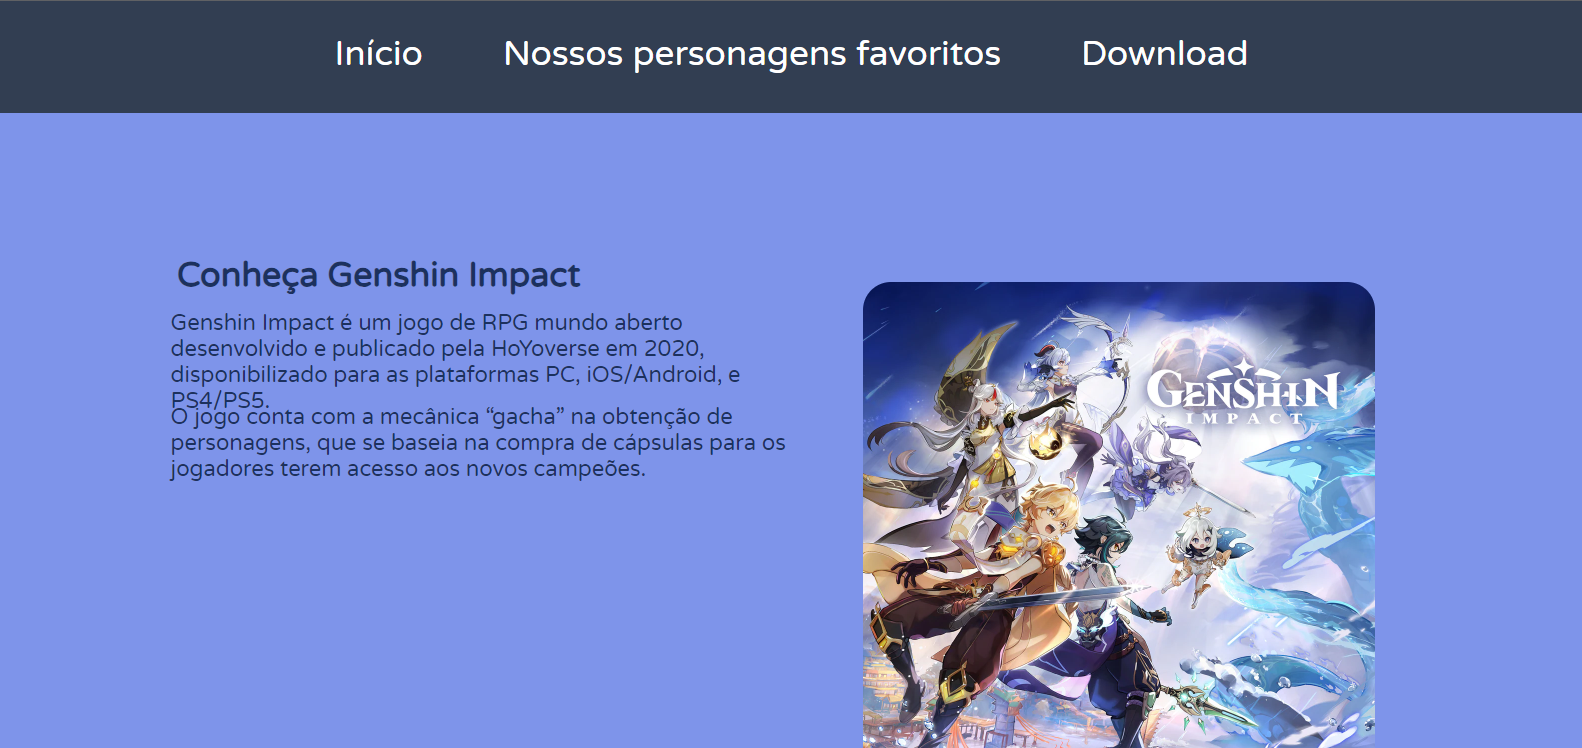 Início Nossos personagens favoritos Download
Conheça Genshin Impact
Genshin Impact é um jogo de RPG mundo aberto
desenvolvido e publicado pela HoYoverse em 2020,
disponibilizado para as plataformas PC, iOS/Android, e
PS4/PS5.
O jogo conta com a mecânica “gacha” na obtenção de
personagens, que se baseia na compra de cápsulas para os
jogadores terem acesso aos novos campeões.
GENSHIN
IMPACT